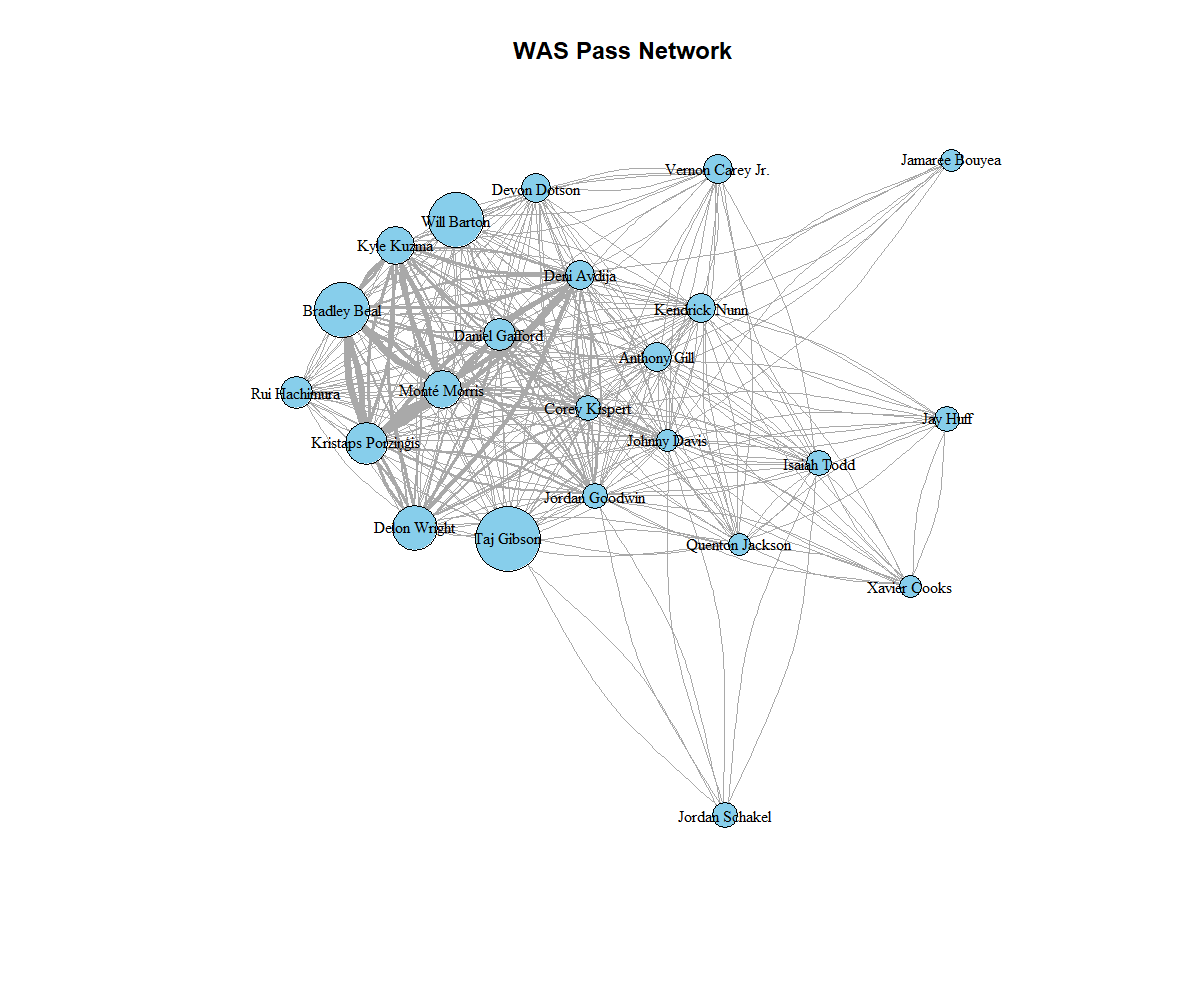 WAS Pass Network
Jamaree Bouyea
Vernon Carey Jr.
Devon Dotson
Will Barton
Kyle Kuzma
Deni Avdija
Bradley Beal
Kendrick Nunn
Daniel Gafford
Anthony Gill
Rui Hachimura
Monté Morris
Corey Kispert
Jay Huff
Kristaps Porziņģis
Johnny Davis
Isaiah Todd
Jordan Goodwin
Delon Wright
Taj Gibson
Quenton Jackson
Xavier Cooks
Jordan Schakel